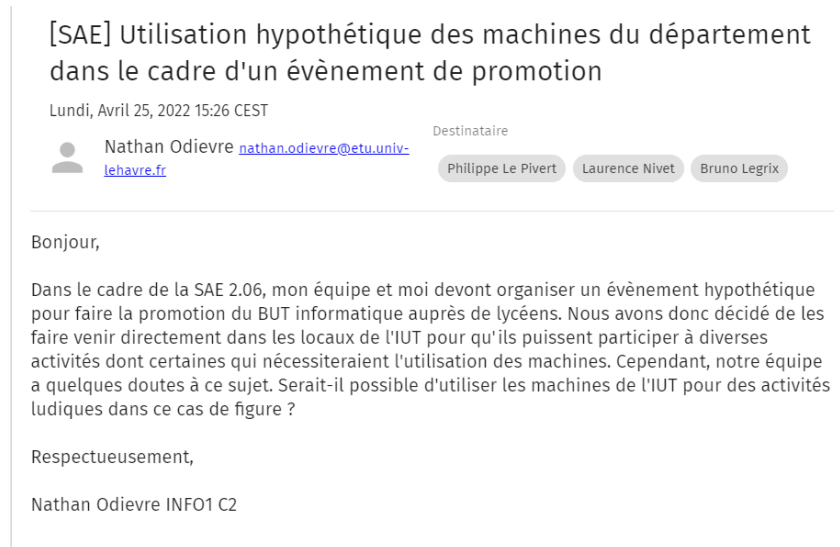 [SAE] Utilisation hypothétique des machines du département
dans le cadre d'un évènement de promotion
Lundi, Avril 25, 2022 15:26 CEST
Nathan Odievre nathan.odievre@etu.univ-
lehavre.fr
Destinataire
Philippe Le Pivert Laurence Nivet Bruno Legrix
Bonjour,
Dans le cadre de la SAE 2.06, mon équipe et moi devont organiser un évènement hypothétique
pour faire la promotion du BUT informatique auprès de lycéens. Nous avons donc décidé de les
faire venir directement dans les locaux de l'IUT pour qu'ils puissent participer à diverses
activités dont certaines qui nécessiteraient l'utilisation des machines. Cependant, notre équipe
a quelques doutes à ce sujet. Serait-il possible d'utiliser les machines de l'IUT pour des activités
ludiques dans ce cas de figure ?
Respectueusement,
Nathan Odievre INFO1 C2